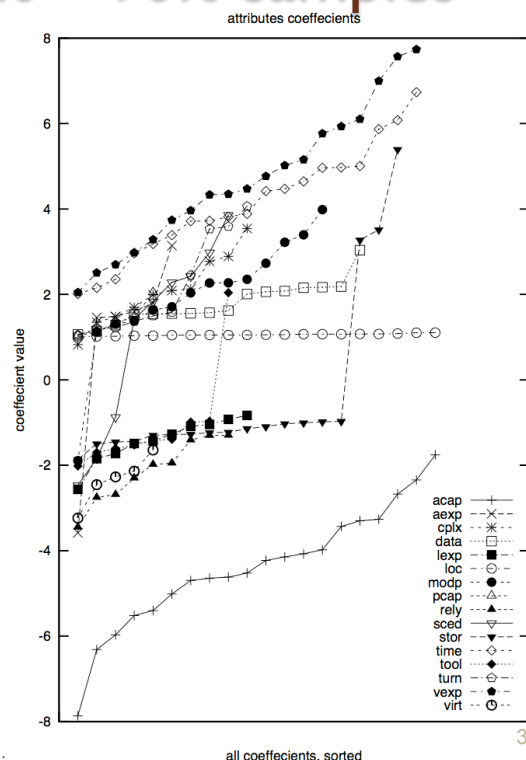 attributes coeffecients
8
6
4
2
0
-2
-4
-6
-8
coeffecient value
acap
aexp
cplx
data
lexp
loc
modp
pcap
rely
sced
stor
time
tool
turn
vexp
virt
3
all coeffecients, sorted